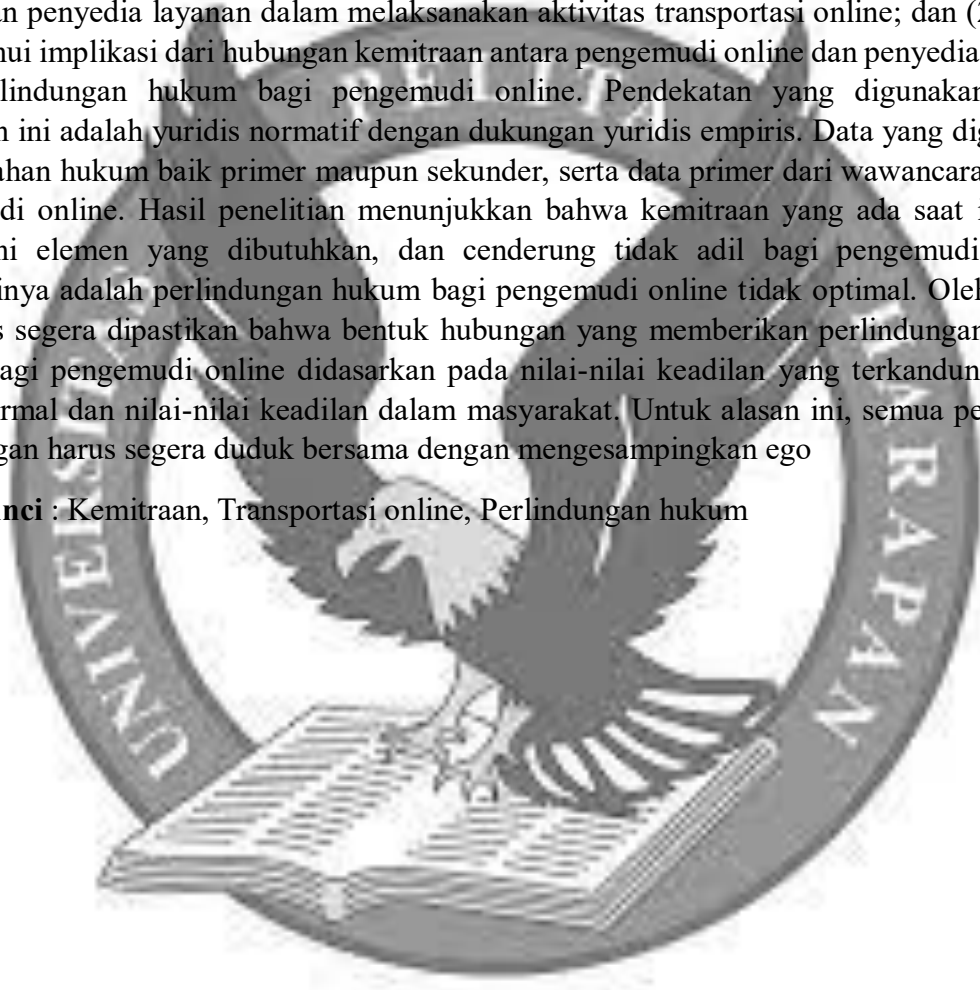 an penyedia layanan dalam melaksanakan aktivitas transportasi online; dan (2
ui implikasi dari hubungan kemitraan antara pengemudi online dan penyedia
lindungan hukum bagi pengemudi online. Pendekatan yang digunakan
n ini adalah yuridis normatif dengan dukungan yuridis empiris. Data yang dig
ahan hukum baik primer maupun sekunder, serta data primer dari wawancara
di online. Hasil penelitian menunjukkan bahwa kemitraan yang ada saat i
ni elemen yang dibutuhkan, dan cenderung tidak adil bagi pengemudi
inya adalah perlindungan hukum bagi pengemudi online tidak optimal. Oleh
s segera dipastikan bahwa bentuk hubungan yang memberikan perlindungan
agi pengemudi online didasarkan pada nilai-nilai keadilan yang terkandun
rmal dan nilai-nilai keadilan dalam masyarakat. Untuk alasan ini, semua pe
gan harus segera duduk bersama dengan mengesampingkan ego
nci : Kemitraan, Transportasi online, Perlindungan hukum
UNIVERSITAS
PELITA
HARAPAN